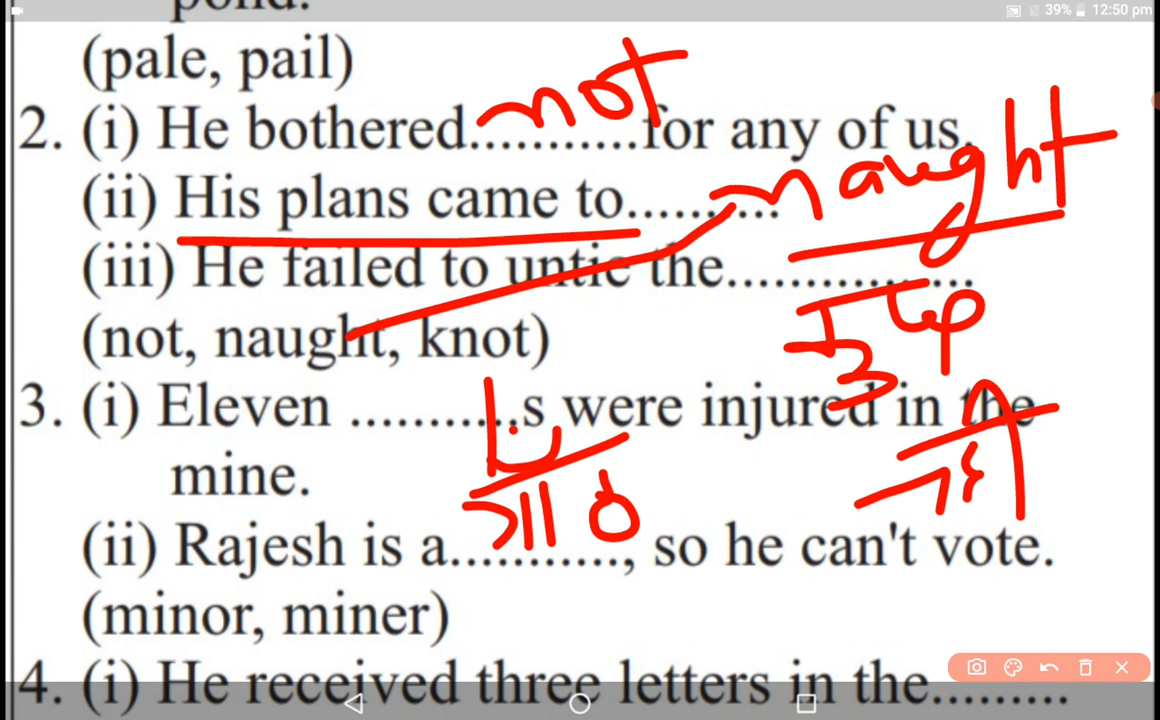 39% 12:50 pm
pond.
(pale, pail)
not
2. (i) He bothered...........for any of us.
naught
(ii) His plans came to...........
(iii) He failed to untie the.................
(not, naught, knot)
3. (i) Eleven ............s were injured in the
mine.
(ii) Rajesh is a............, so he can't vote.
(minor, miner)
4. (i) He received three letters in the.........